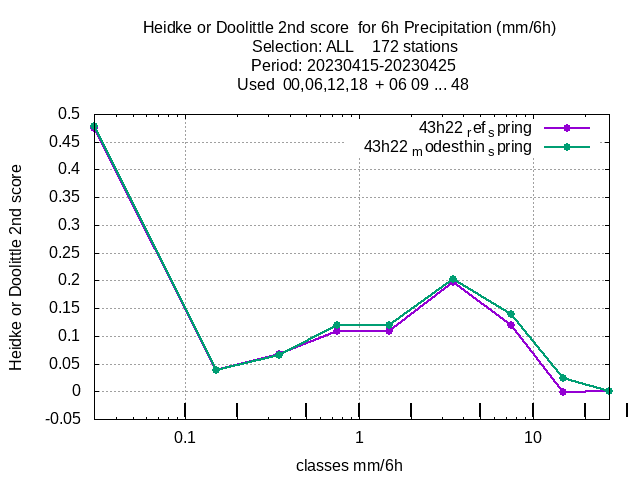 Heidke or Doolittle 2nd score for 6h Precipitation (mm/6h)
Selection: ALL 172 stations
Period: 20230415-20230425
Used 00,06,12,18 + 06 09 ... 48
43h22 ref spring
43h22 modesthin spring
0.5
0.45
0.4
0.35
0.3
0.25
0.2
0.15
0.1
0.05
0
-0.05
Heidke or Doolittle 2nd score
0.1 1 10
classes mm/6h